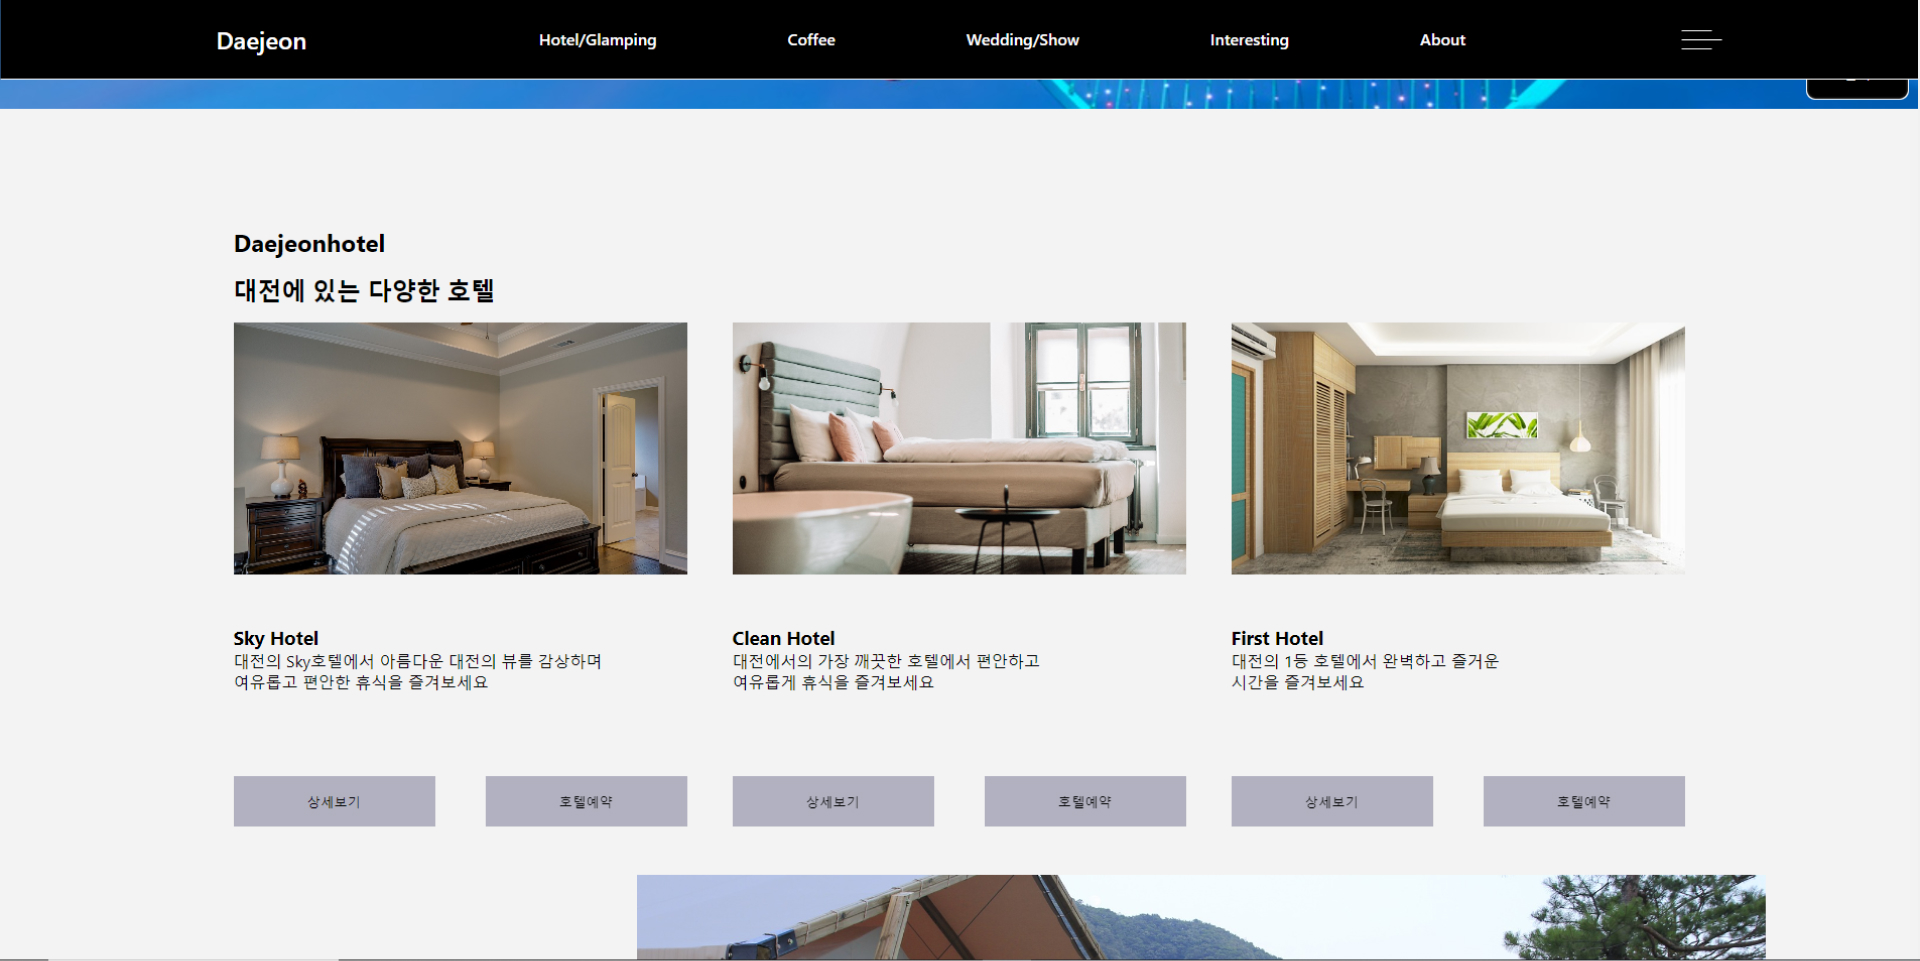 Daejeon
Hotel/Glamping
Coffee
Wedding/Show
Interesting
About
Daejeonhotel
대전에 있는 다양한 호텔
Sky Hotel
대전의 Sky호텔에서 아름다운 대전의 뷰를 감상하며
여유롭고 편안한 휴식을 즐겨보세요
Clean Hotel
대전에서의 가장 깨끗한 호텔에서 편안하고
여유롭게 휴식을 즐겨보세요
First Hotel
대전의 1등 호텔에서 완벽하고 즐거운
시간을 즐겨보세요
상세보기
호텔예약
상세보기
호텔예약
상세보기
호텔예약